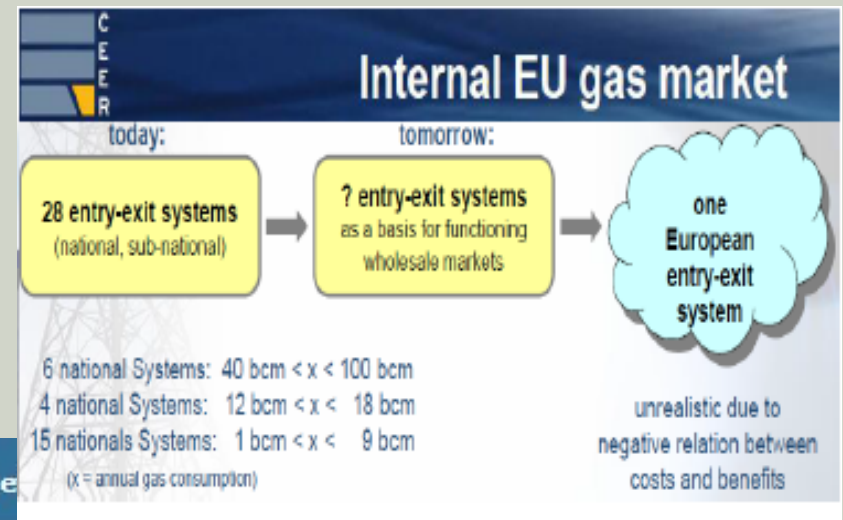 C
E
E
R
Internal EU gas market
today:
tomorrow:
28 entry-exit systems
(national, sub-national)
? entry-exit systems
as a basis for functioning
wholesale markets
one
European
entry-exit
system
6 national Systems: 40 bcm < x < 100 bcm
4 national Systems: 12 bcm < x < 18 bcm
15 nationals Systems: 1 bcm < x < 9 bcm
(x = annual gas consumption)
unrealistic due to
negative relation between
costs and benefits
e